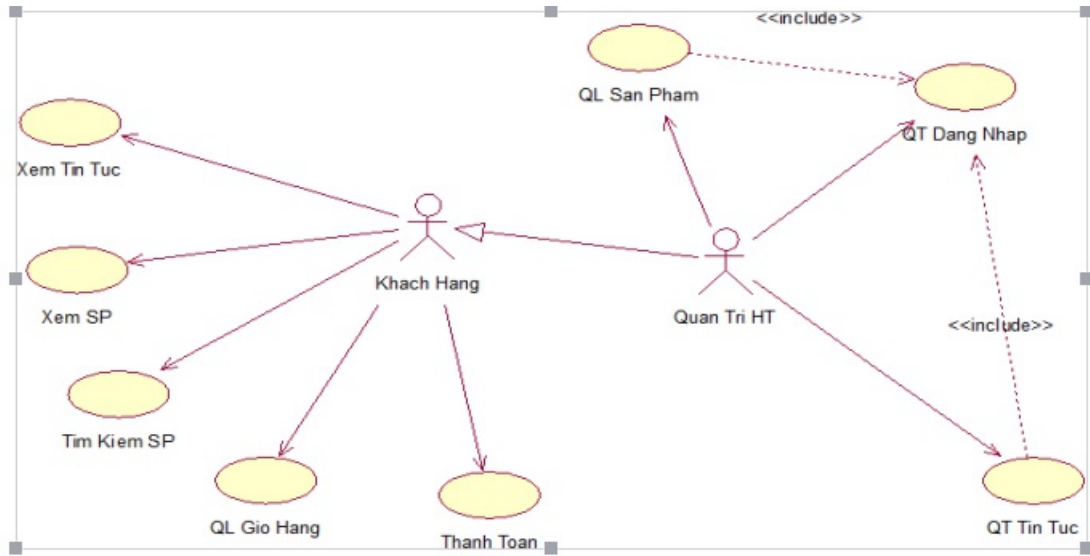 <<include>>
QL San Pham
QT Dang Nhap
Xem Tin Tuc
Khach Hang
Xem SP
Quan Tri HT
<<include>>
Tim Kiem SP
QL Gio Hang
Thanh Toan
QT Tin Tuc